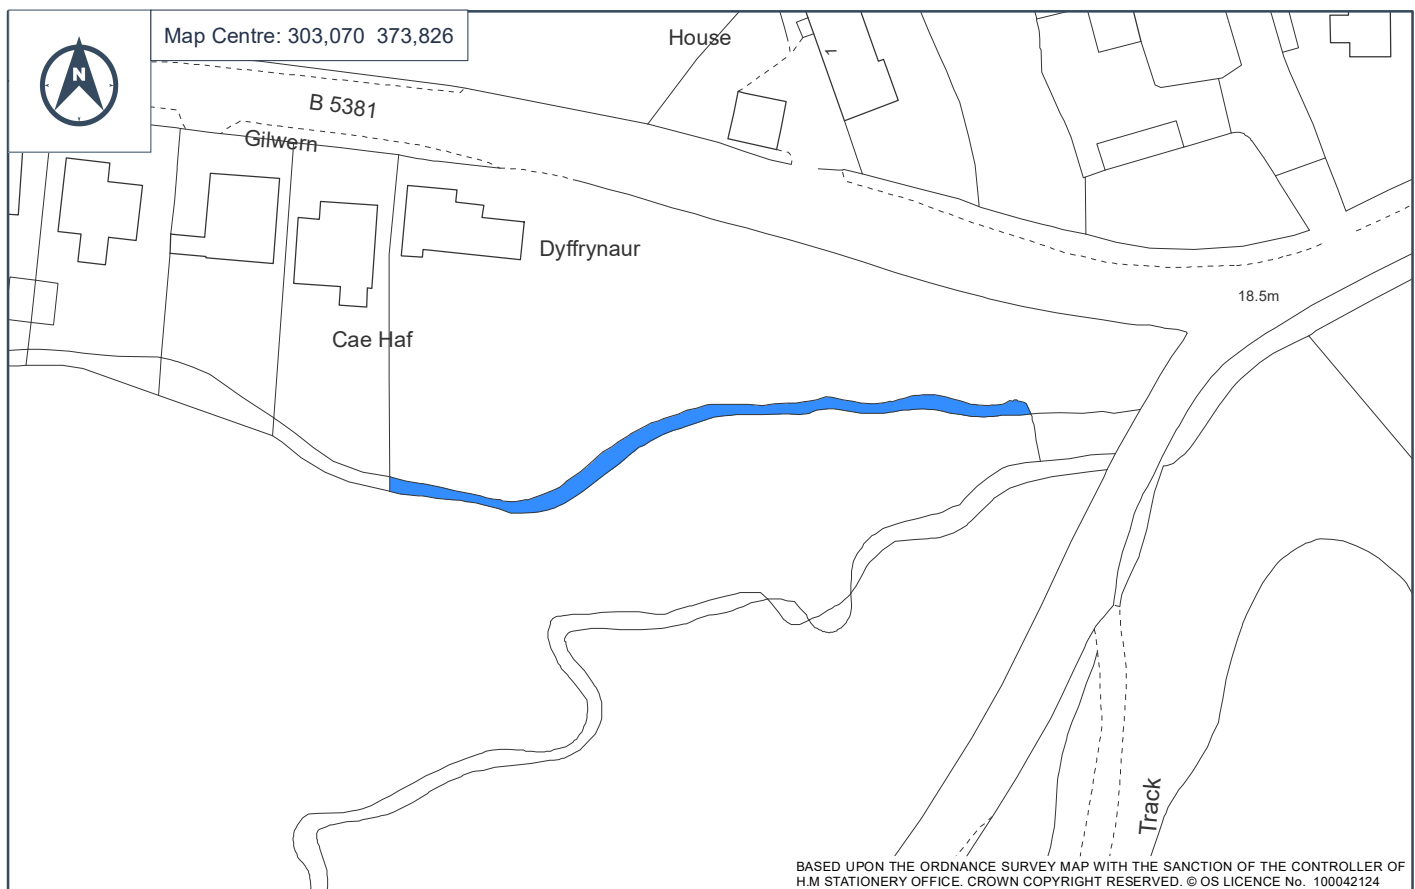 Map Centre: 303,070 373,826
House
N
1
B 5381
Gilwern
Dyffrynaur
18.5m
Cae Haf
Track
BASED UPON THE ORDNANCE SURVEY MAP WITH THE SANCTION OF THE CONTROLLER OF
H.M STATIONERY OFFICE. CROWN COPYRIGHT RESERVED. © OS LICENCE No. 100042124